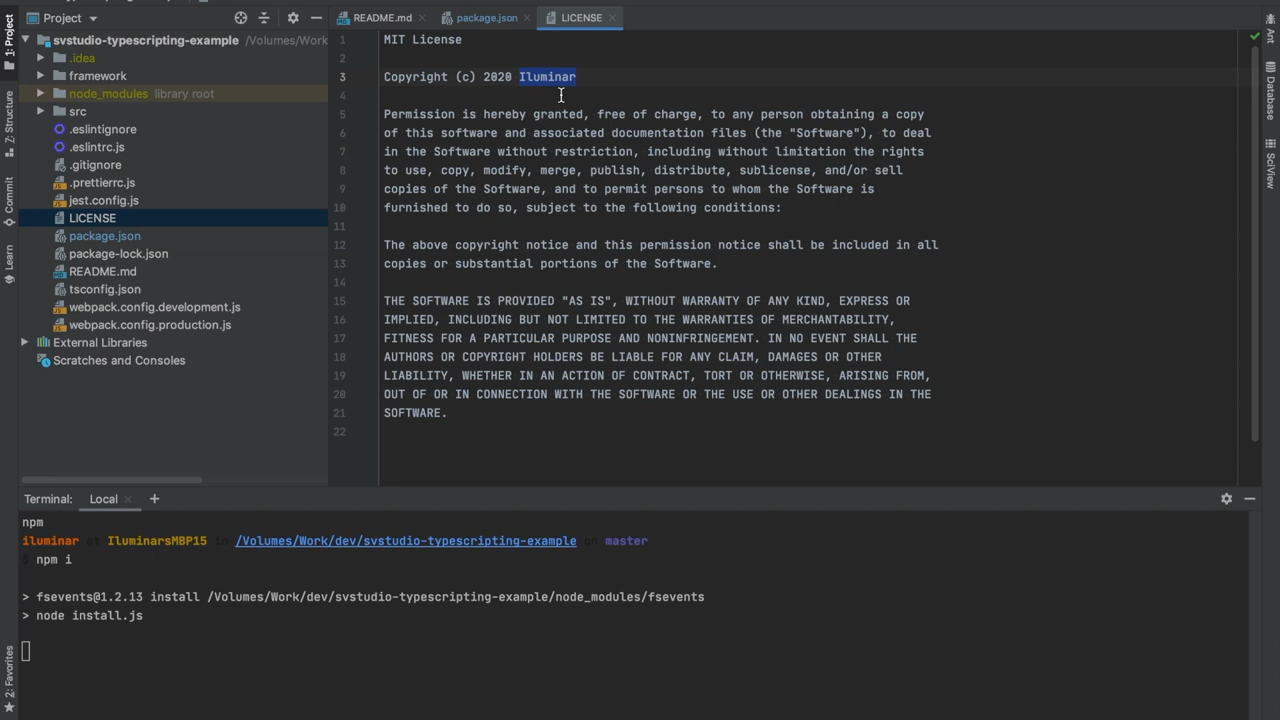 Project
README.md
package.json
LICENSE
1: Project
Z: Structure
Commit
Learn
2: Favorites
svstudio-typescripting-example /Volumes/Work
.idea
framework
node_modules library root
src
.eslintignore
.eslintrc.js
.gitignore
.prettierrc.js
jest.config.js
LICENSE
package.json
package-lock.json
README.md
tsconfig.json
webpack.config.development.js
webpack.config.production.js
External Libraries
Scratches and Consoles
1 MIT License
2
3 Copyright (c) 2020 Iluminar
4
5 Permission is hereby granted, free of charge, to any person obtaining a copy
6 of this software and associated documentation files (the "Software"), to deal
7 in the Software without restriction, including without limitation the rights
8 to use, copy, modify, merge, publish, distribute, sublicense, and/or sell
9 copies of the Software, and to permit persons to whom the Software is
10 furnished to do so, subject to the following conditions:
11
12 The above copyright notice and this permission notice shall be included in all
13 copies or substantial portions of the Software.
14
15 THE SOFTWARE IS PROVIDED "AS IS", WITHOUT WARRANTY OF ANY KIND, EXPRESS OR
16 IMPLIED, INCLUDING BUT NOT LIMITED TO THE WARRANTIES OF MERCHANTABILITY,
17 FITNESS FOR A PARTICULAR PURPOSE AND NONINFRINGEMENT. IN NO EVENT SHALL THE
18 AUTHORS OR COPYRIGHT HOLDERS BE LIABLE FOR ANY CLAIM, DAMAGES OR OTHER
19 LIABILITY, WHETHER IN AN ACTION OF CONTRACT, TORT OR OTHERWISE, ARISING FROM,
20 OUT OF OR IN CONNECTION WITH THE SOFTWARE OR THE USE OR OTHER DEALINGS IN THE
21 SOFTWARE.
22
Ant
Database
SciView
Terminal: Local +
npm
iluminar at IluminarsMBP15 in /Volumes/Work/dev/svstudio-typescripting-example on master
$ npm i
> fsevents@1.2.13 install /Volumes/Work/dev/svstudio-typescripting-example/node_modules/fsevents
> node install.js